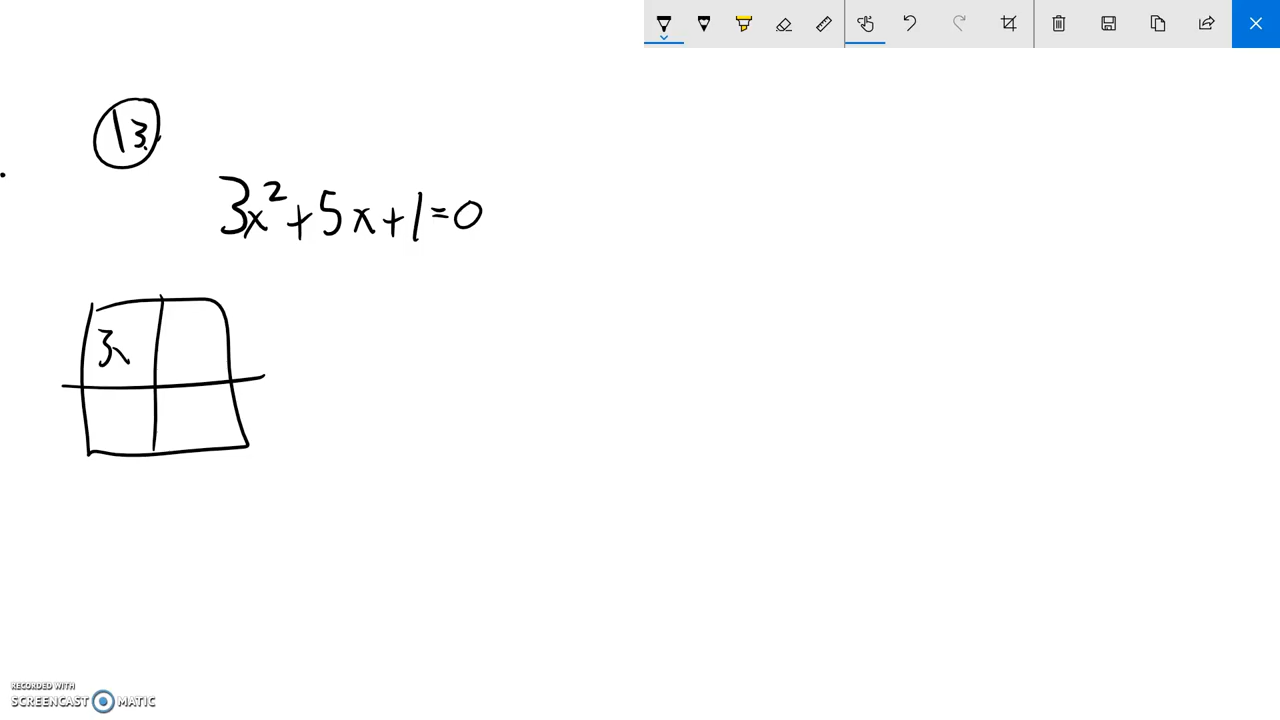 13.
3x²+5x+1=0
3x
RECORDED WITH
SCREENCAST MATIC